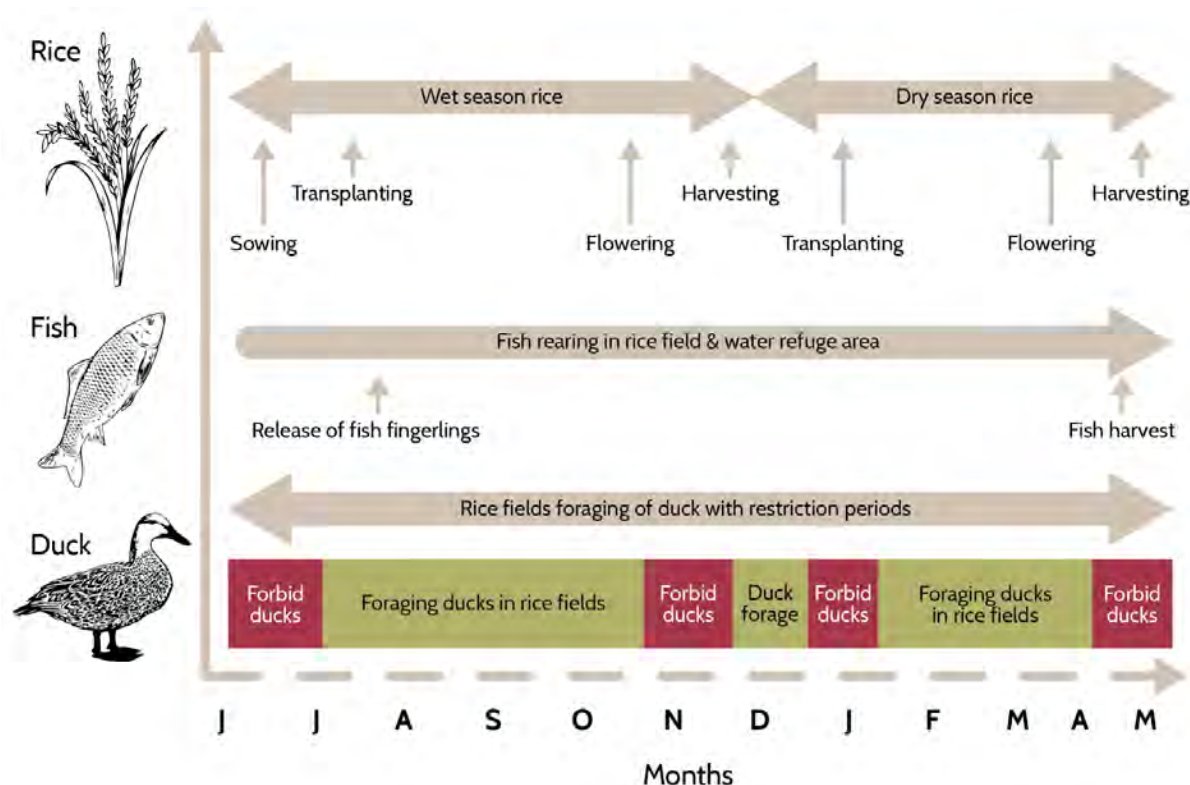 Rice
Wet season rice
Dry season rice
Transplanting
Harvesting
Harvesting
Sowing
Flowering
Transplanting
Flowering
Fish
Fish rearing in rice field & water refuge area
Release of fish fingerlings
Fish harvest
Rice fields foraging of duck with restriction periods
Duck
Forbid
ducks
Foraging ducks in rice fields
Forbid
ducks
Duck
forage
Forbid
ducks
Foraging ducks
in rice fields
Forbid
ducks
J J A S O N D J F M A M
Months